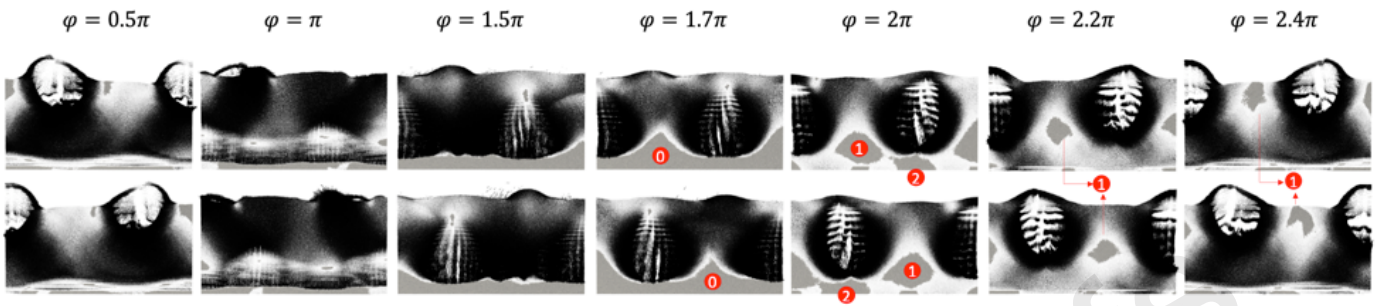 φ = 0.5π φ = π φ = 1.5π φ = 1.7π φ = 2π φ = 2.2π φ = 2.4π
0 1
2 1 1
0 1
2